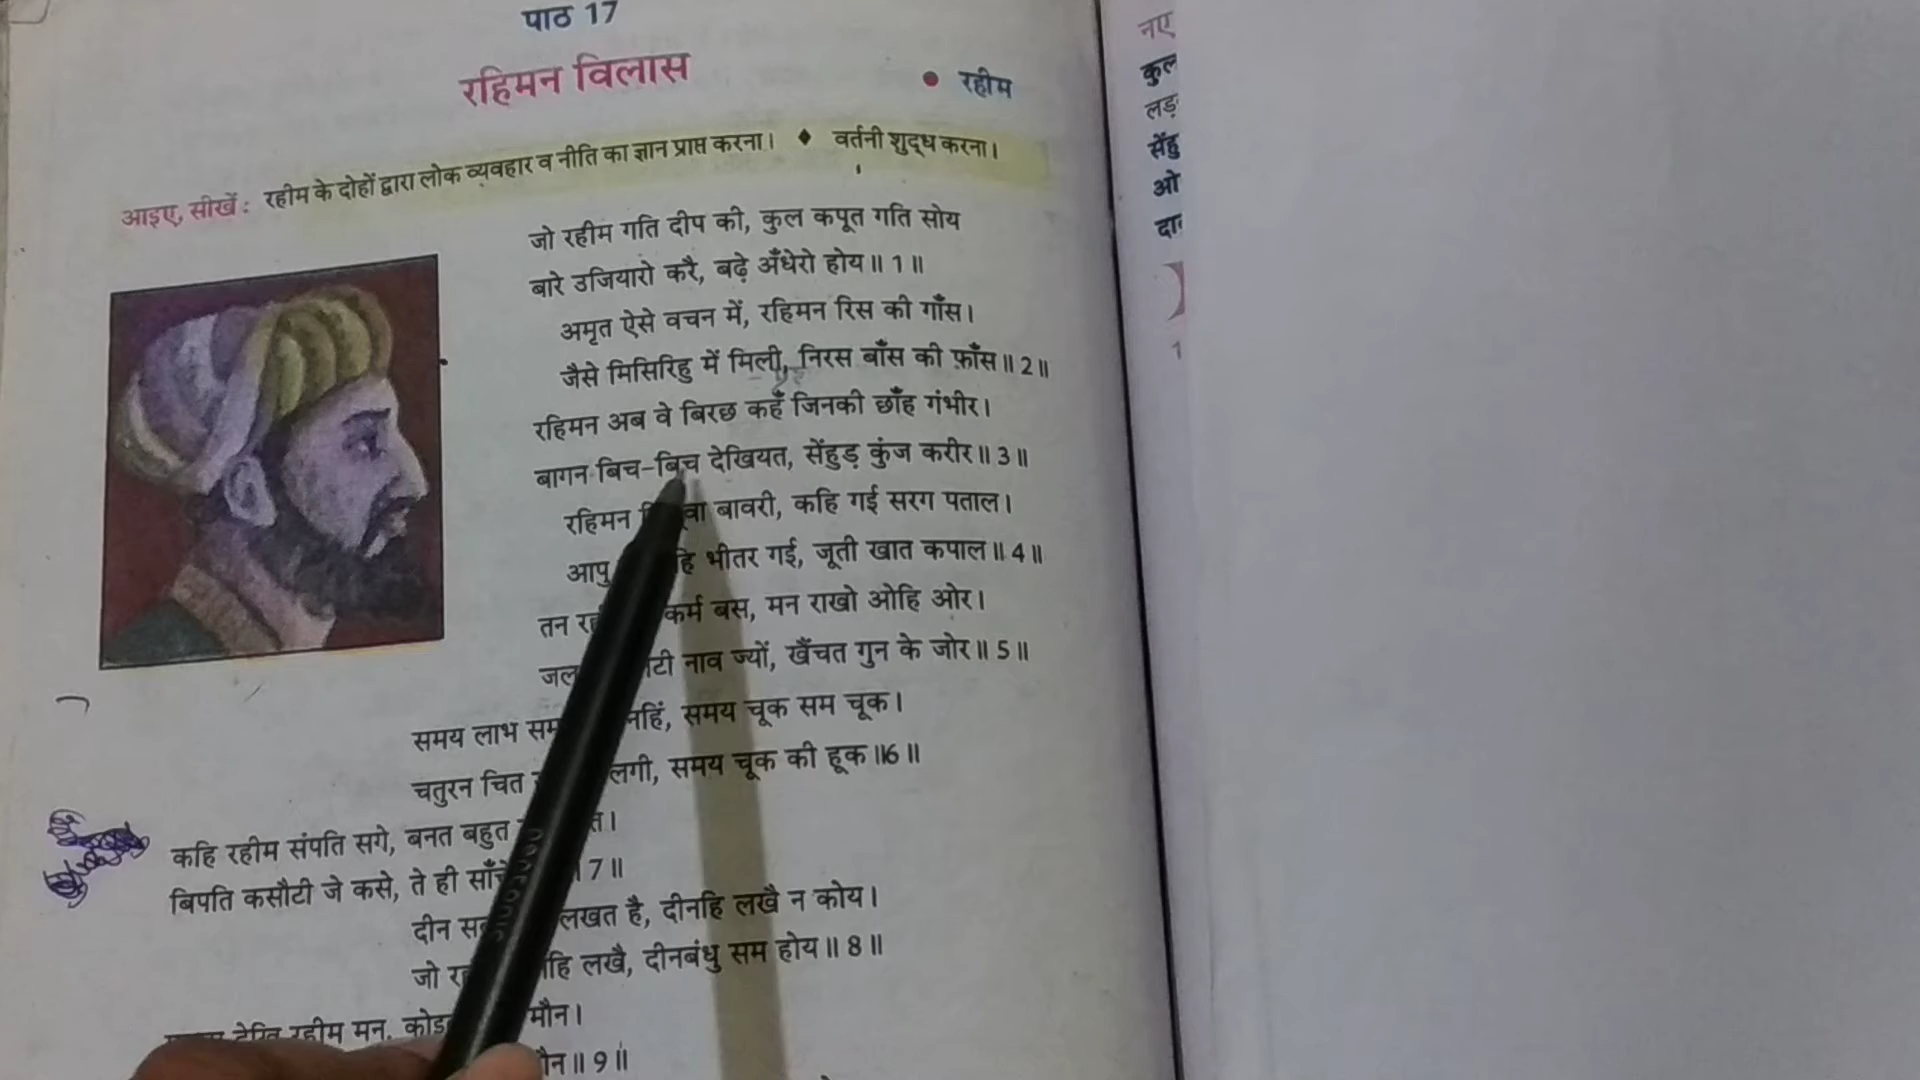 पाठ 17
रहिमन विलास
• रहीम
आइए, सीखें : रहीम के दोहों द्वारा लोक व्यवहार व नीति का ज्ञान प्राप्त करना। ♦ वर्तनी शुद्ध करना।
जो रहीम गति दीप की, कुल कपूत गति सोय
बारे उजियारो करै, बढ़े अँधेरो होय॥ 1॥
अमृत ऐसे वचन में, रहिमन रिस की गाँस।
जैसे मिसिरिहु में मिली, निरस बाँस की फ़ाँस॥ 2॥
रहिमन अब वे बिरछ कहँ जिनकी छाँह गंभीर।
बागन बिच-बिच देखियत, सेंहुड़ कुंज करीर॥ 3॥
रहिमन बावरी, कहि गई सरग पताल।
आपु भीतर गई, जूती खात कपाल॥ 4॥
तन कर्म बस, मन राखो ओहि ओर।
जल नाव ज्यों, खैंचत गुन के जोर॥ 5॥
समय लाभ नहिं, समय चूक सम चूक।
चतुरन चित लगी, समय चूक की हूक॥6॥
कहि रहीम संपति सगे, बनत बहुत
बिपति कसौटी जे कसे, ते ही 7॥
दीन लखत है, दीनहि लखै न कोय।
जो लखै, दीनबंधु सम होय॥ 8॥
देखि रहीम मन, मौन।
9॥
नए
कुल
सेंहु
ओ